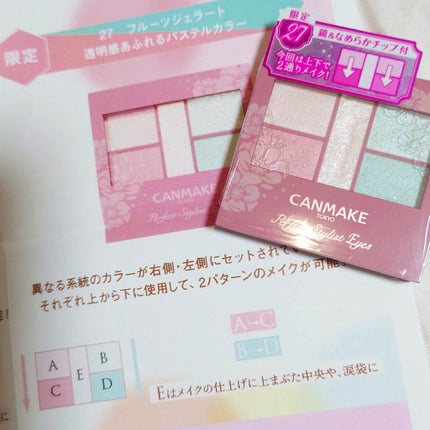 限定
27 フルーツジェラート
透明感あふれるパステルカラー
CANMAKE
TOKYO
Perfect Stylist
限定
27
鏡&なめらかチップ付
今回は上下で
2通りメイク!
CANMAKE
TOKYO
Perfect Stylist Eyes
異なる系統のカラーが右側・左側にセットされて
それぞれ上から下に使用して、2パターンのメイクが可能!
A B
E
C D
A→C
B→D
Eはメイクの仕上げに上まぶた中央や、涙袋に